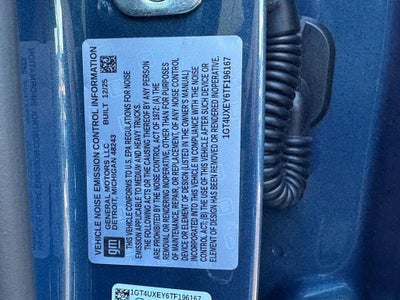 VEHICLE NOISE EMISSION CONTROL INFORMATION
gm
GENERAL MOTORS LLC
DETROIT, MICHIGAN 48243
BUILT 12/25
THIS VEHICLE CONFORMS TO U.S. EPA REGULATIONS FOR NOISE
EMISSION APPLICABLE TO MEDIUM AND HEAVY TRUCKS.
THE FOLLOWING ACTS OR THE CAUSING THEREOF BY ANY PERSON
ARE PROHIBITED BY THE NOISE CONTROL ACT OF 1972: (A) THE
REMOVAL OR RENDERING INOPERATIVE, OTHER THAN FOR PURPOSES
OF MAINTENANCE, REPAIR, OR REPLACEMENT, OF ANY NOISE CONTROL
DEVICE OR ELEMENT OF DESIGN (LISTED IN THE OWNER'S MANUAL)
INCORPORATED INTO THIS VEHICLE IN COMPLIANCE WITH THE NOISE
CONTROL ACT; (B) THE USE OF THIS VEHICLE AFTER SUCH DEVICE OR
ELEMENT OF DESIGN HAS BEEN REMOVED OR RENDERED INOPERATIVE.
1GT4UXEY6TF196167
1GT4UXEY6TF196167